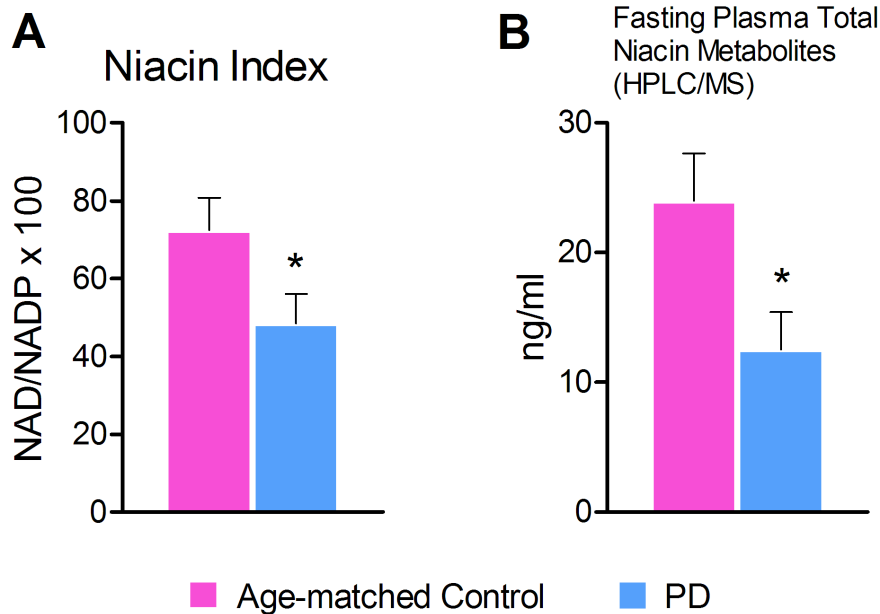 A
Niacin Index
NAD/NADP x 100
100
80
60
40
20
0
*
B
Fasting Plasma Total
Niacin Metabolites
(HPLC/MS)
ng/ml
30
20
10
0
*
Age-matched Control
PD